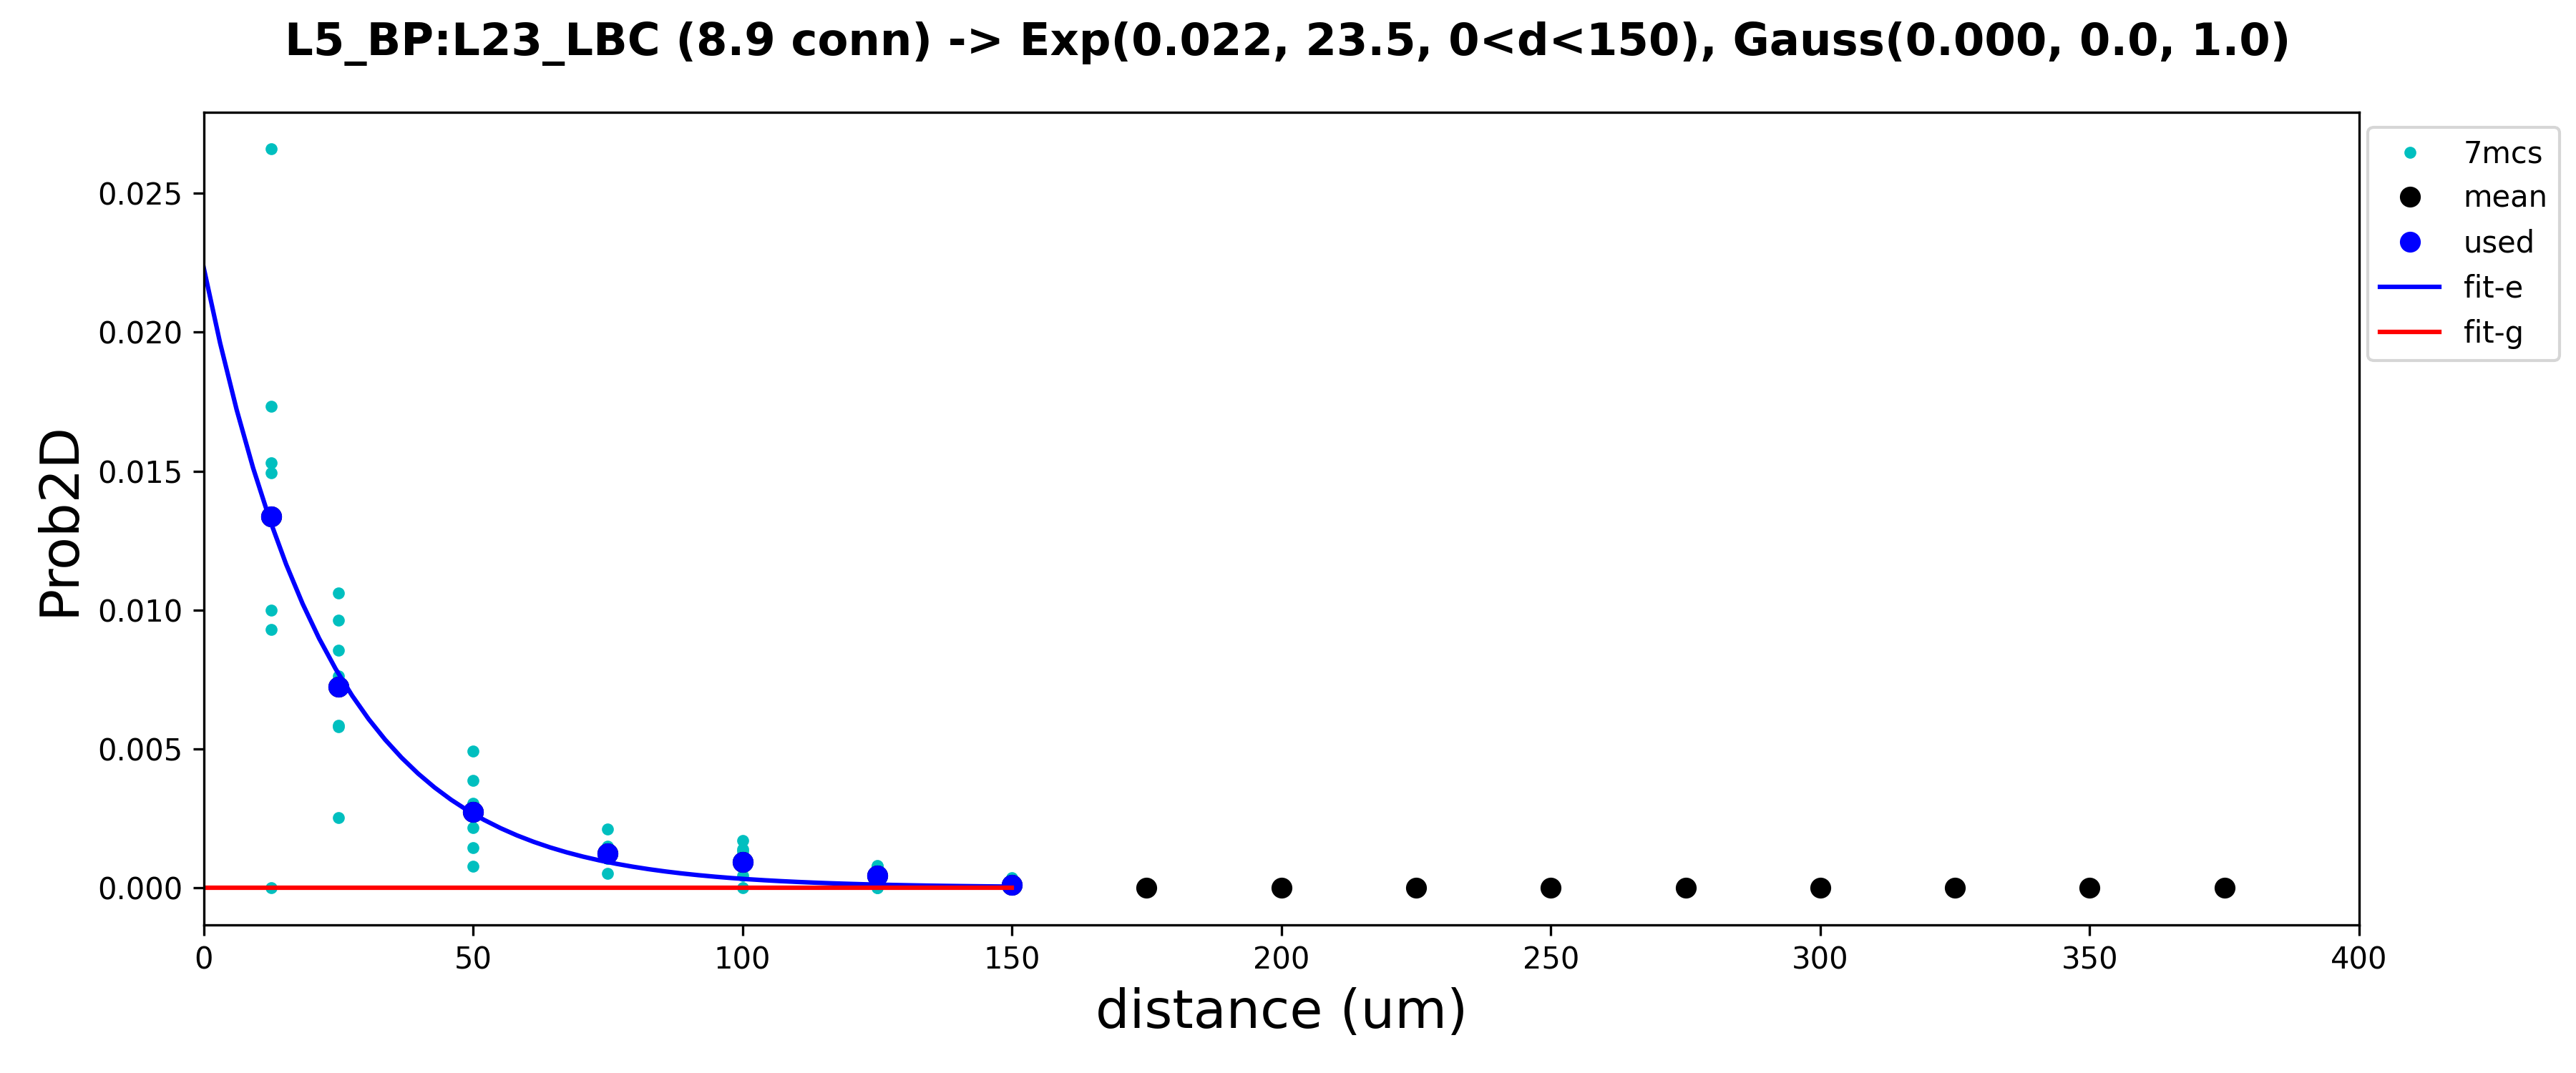 L5_BP:L23_LBC (8.9 conn) -> Exp(0.022, 23.5, 0<d<150), Gauss(0.000, 0.0, 1.0)
7mcs
mean
used
fit-e
fit-g
Prob2D
0.025
0.020
0.015
0.010
0.005
0.000
0 50 100 150 200 250 300 350 400
distance (um)